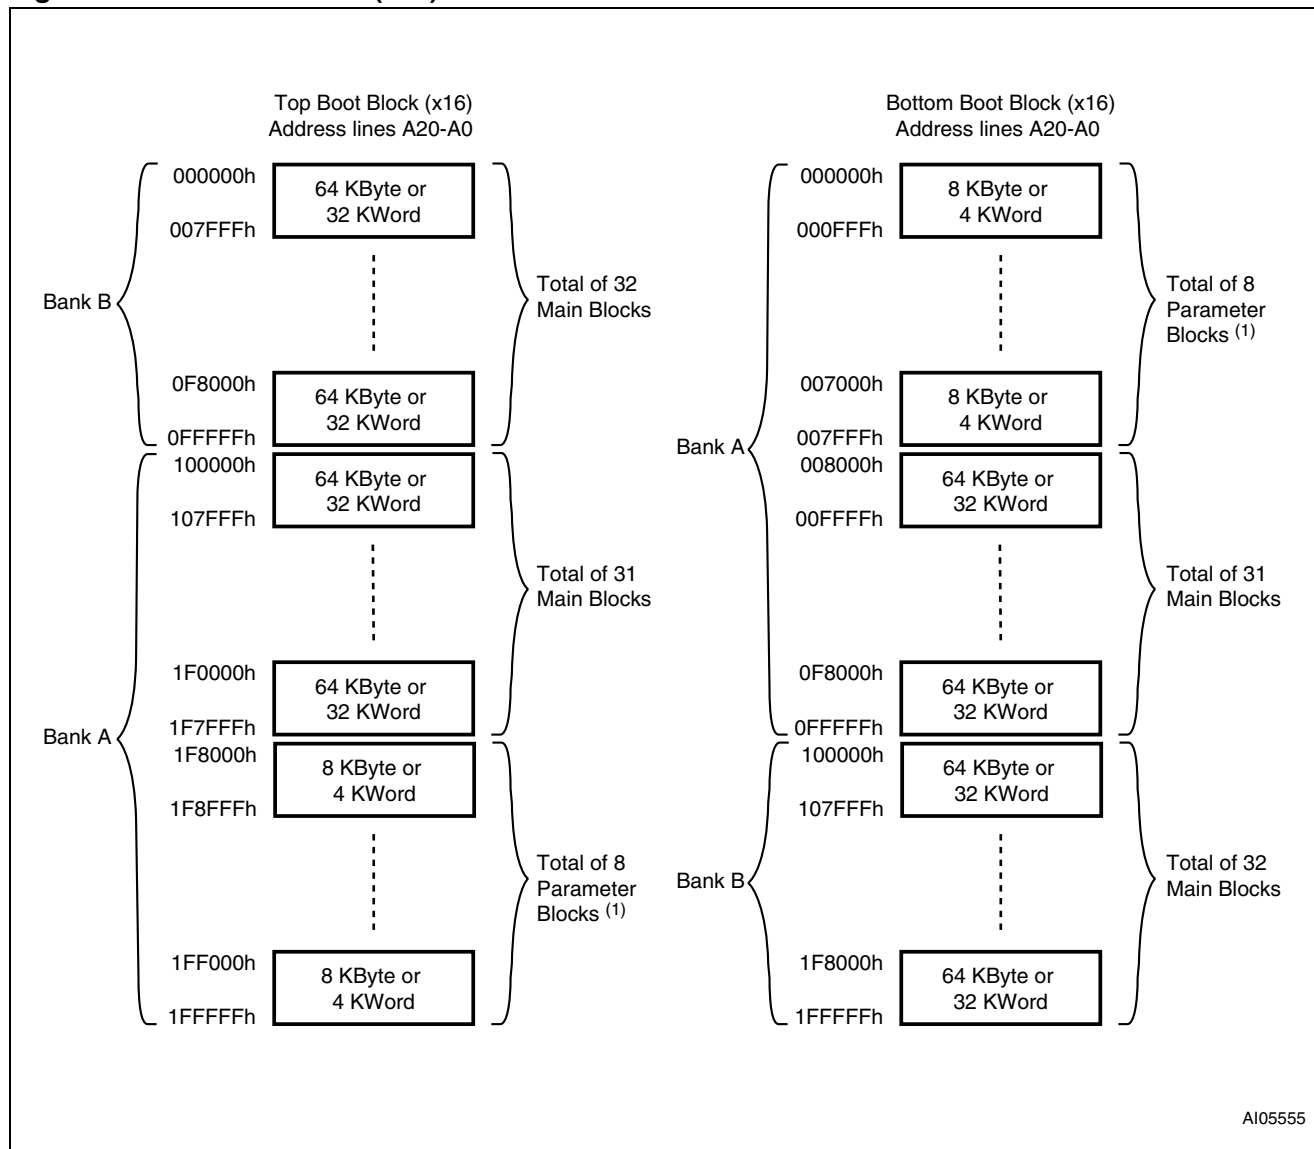 Top Boot Block (x16)
Address lines A20-A0
000000h
64 KByte or
32 KWord
007FFFh
Bank B
Total of 32
Main Blocks
0F8000h
64 KByte or
32 KWord
0FFFFFh
100000h
64 KByte or
32 KWord
107FFFh
Total of 31
Main Blocks
1F0000h
64 KByte or
32 KWord
1F7FFFh
Bank A
1F8000h
8 KByte or
4 KWord
1F8FFFh
Total of 8
Parameter
Blocks (1)
1FF000h
8 KByte or
4 KWord
1FFFFFh
Bottom Boot Block (x16)
Address lines A20-A0
000000h
8 KByte or
4 KWord
000FFFh
Total of 8
Parameter
Blocks (1)
007000h
8 KByte or
4 KWord
007FFFh
Bank A
008000h
64 KByte or
32 KWord
00FFFFh
Total of 31
Main Blocks
0F8000h
64 KByte or
32 KWord
0FFFFFh
100000h
64 KByte or
32 KWord
107FFFh
Bank B
Total of 32
Main Blocks
1F8000h
64 KByte or
32 KWord
1FFFFFh
AI05555